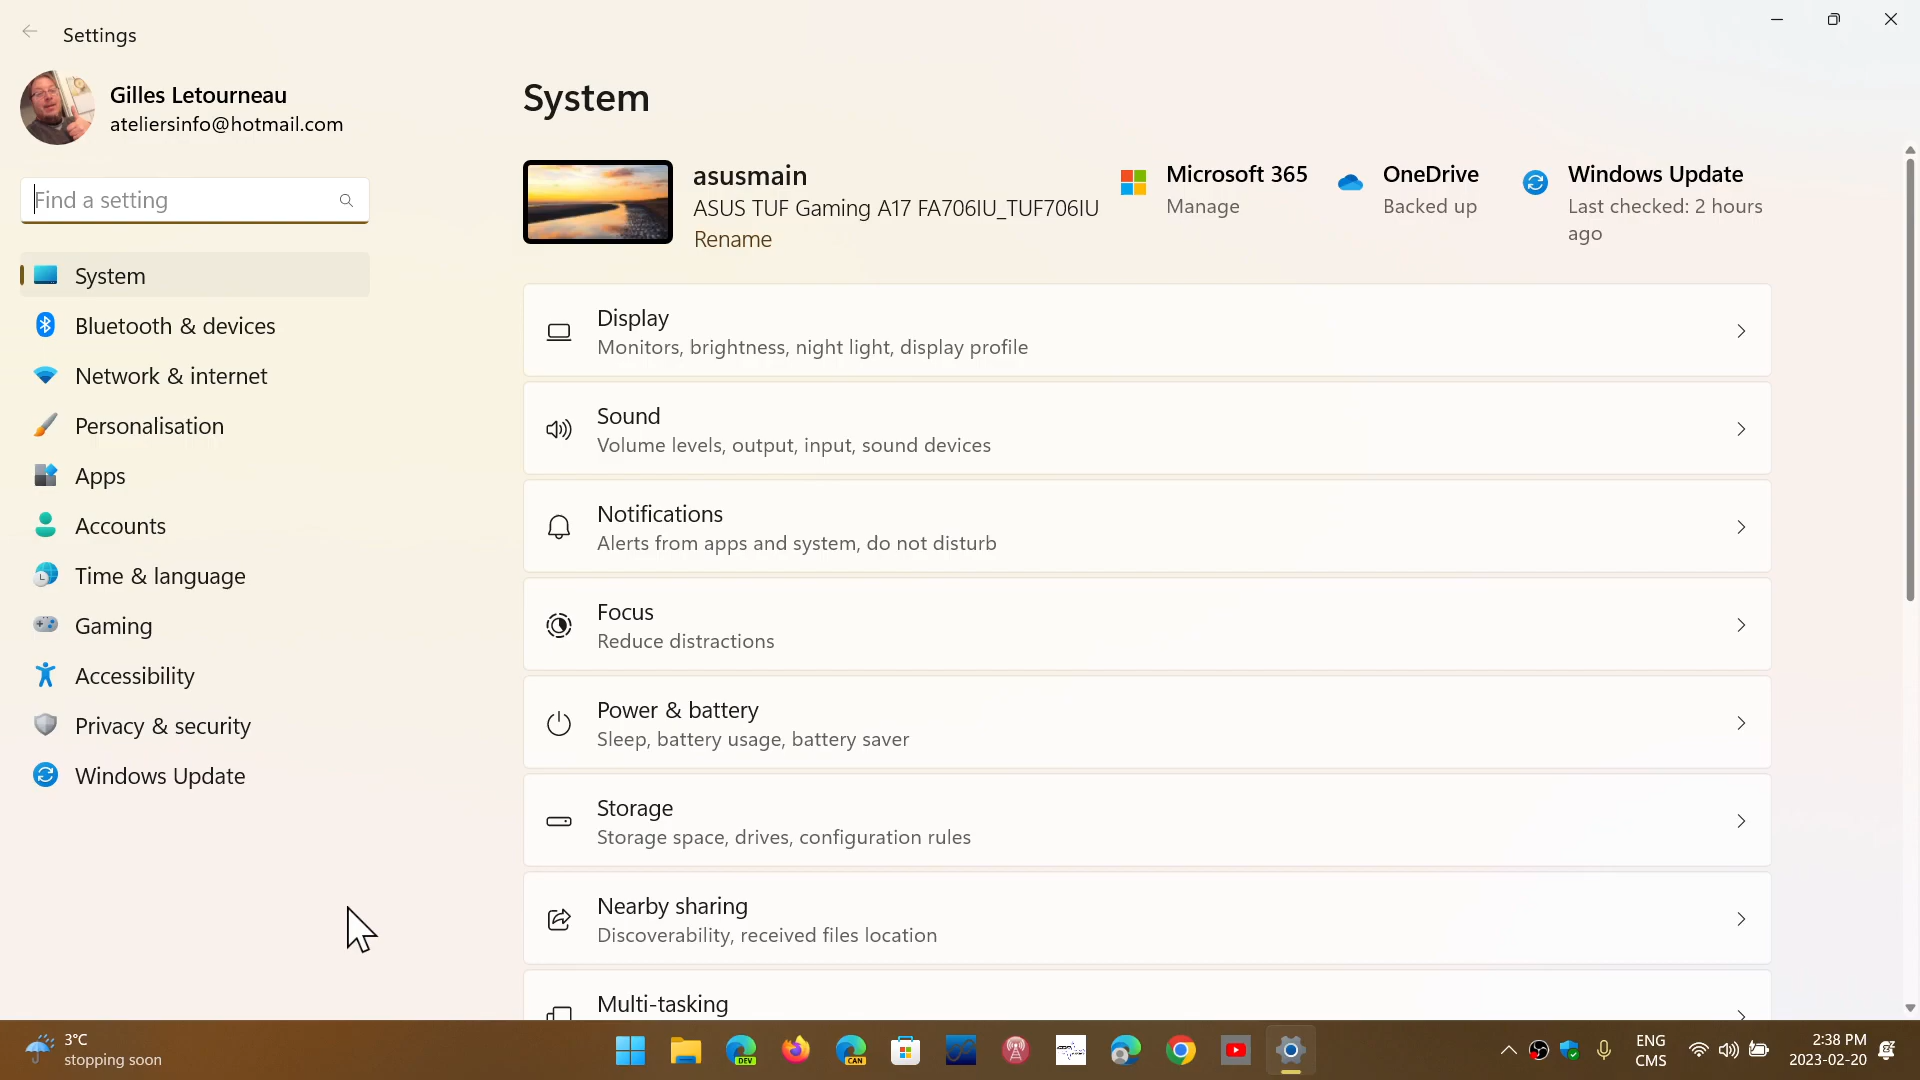 Settings
Gilles Letourneau
ateliersinfo@hotmail.com
Find a setting
System
Bluetooth & devices
Network & internet
Personalisation
Apps
Accounts
Time & language
Gaming
Accessibility
Privacy & security
Windows Update
System
asusmain
ASUS TUF Gaming A17 FA706IU_TUF706IU
Rename
Microsoft 365
Manage
OneDrive
Backed up
Windows Update
Last checked: 2 hours
ago
Display
Monitors, brightness, night light, display profile
Sound
Volume levels, output, input, sound devices
Notifications
Alerts from apps and system, do not disturb
Focus
Reduce distractions
Power & battery
Sleep, battery usage, battery saver
Storage
Storage space, drives, configuration rules
Nearby sharing
Discoverability, received files location
Multi-tasking
3°C
stopping soon
DEV
CAN
ENG
CMS
2:38 PM
2023-02-20